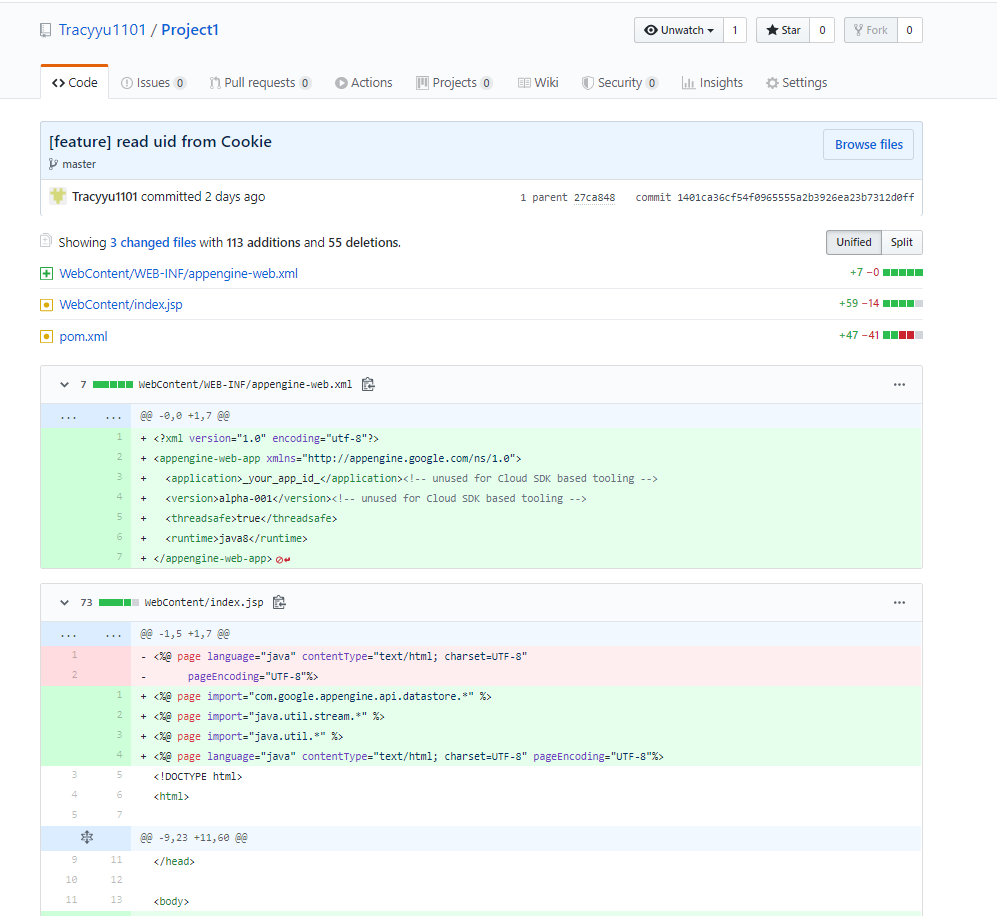 Tracyyu1101 / Project1
Unwatch 1 Star 0 Fork 0
Code Issues 0 Pull requests 0 Actions Projects 0 Wiki Security 0 Insights Settings
[feature] read uid from Cookie
Browse files
master
Tracyyu1101 committed 2 days ago 1 parent 27ca848 commit 1401ca36cf54f0965555a2b3926ea23b7312d0ff
Showing 3 changed files with 113 additions and 55 deletions. Unified Split
WebContent/WEB-INF/appengine-web.xml +7 −0
WebContent/index.jsp +59 −14
pom.xml +47 −41
7 WebContent/WEB-INF/appengine-web.xml ...
... ... @@ -0,0 +1,7 @@
1 + <?xml version="1.0" encoding="utf-8"?>
2 + <appengine-web-app xmlns="http://appengine.google.com/ns/1.0">
3 + <application>_your_app_id_</application><!-- unused for Cloud SDK based tooling -->
4 + <version>alpha-001</version><!-- unused for Cloud SDK based tooling -->
5 + <threadsafe>true</threadsafe>
6 + <runtime>java8</runtime>
7 + </appengine-web-app>
73 WebContent/index.jsp ...
... ... @@ -1,5 +1,7 @@
1 - <%@ page language="java" contentType="text/html; charset=UTF-8"
2 - pageEncoding="UTF-8"%>
1 + <%@ page import="com.google.appengine.api.datastore.*" %>
2 + <%@ page import="java.util.stream.*" %>
3 + <%@ page import="java.util.*" %>
4 + <%@ page language="java" contentType="text/html; charset=UTF-8" pageEncoding="UTF-8"%>
3 5 <!DOCTYPE html>
4 6 <html>
5 7
@@ -9,23 +11,60 @@
9 11 </head>
10 12
11 13 <body>